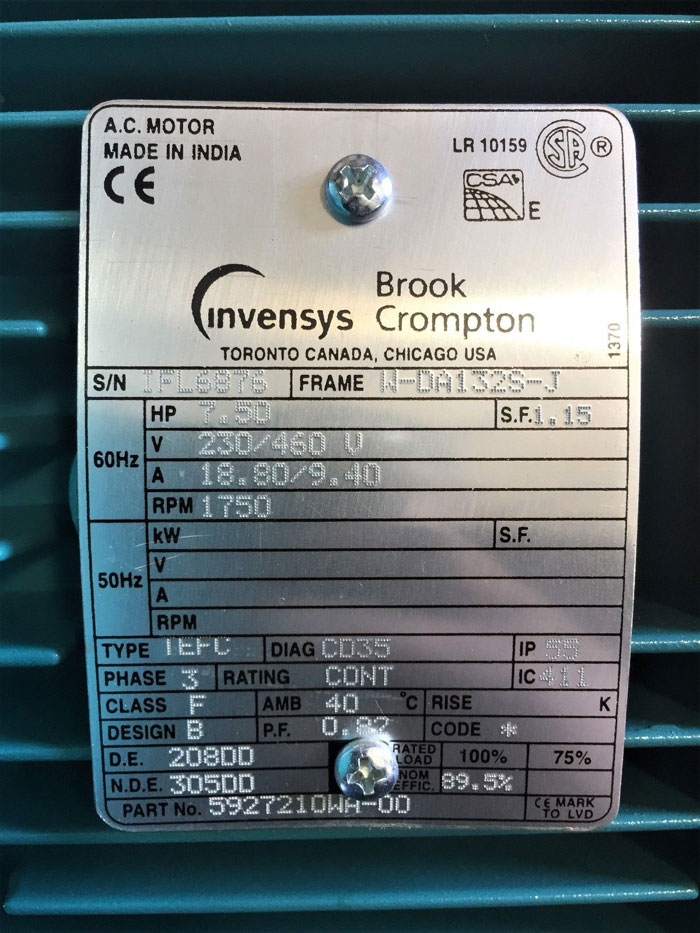 A.C. MOTOR
MADE IN INDIA
CE
LR 10159
CSA ®
CSA
E
invensys Brook Crompton
TORONTO CANADA, CHICAGO USA
1370
S/N IFL6876 FRAME W-DA132S-J
60Hz
HP 7.50 S.F. 1.15
V 230/460 V
A 18.80/9.40
RPM 1750
50Hz
kW S.F.
V
A
RPM
TYPE TEFC DIAG CD35 IP 55
PHASE 3 RATING CONT IC 411
CLASS F AMB 40 °C RISE K
DESIGN B P.F. 0.82 CODE *
D.E. 208DD RATED LOAD 100% 75%
N.D.E. 305DD NOM EFFIC. 89.5%
PART No. 5927210WA-00 CE MARK TO LVD